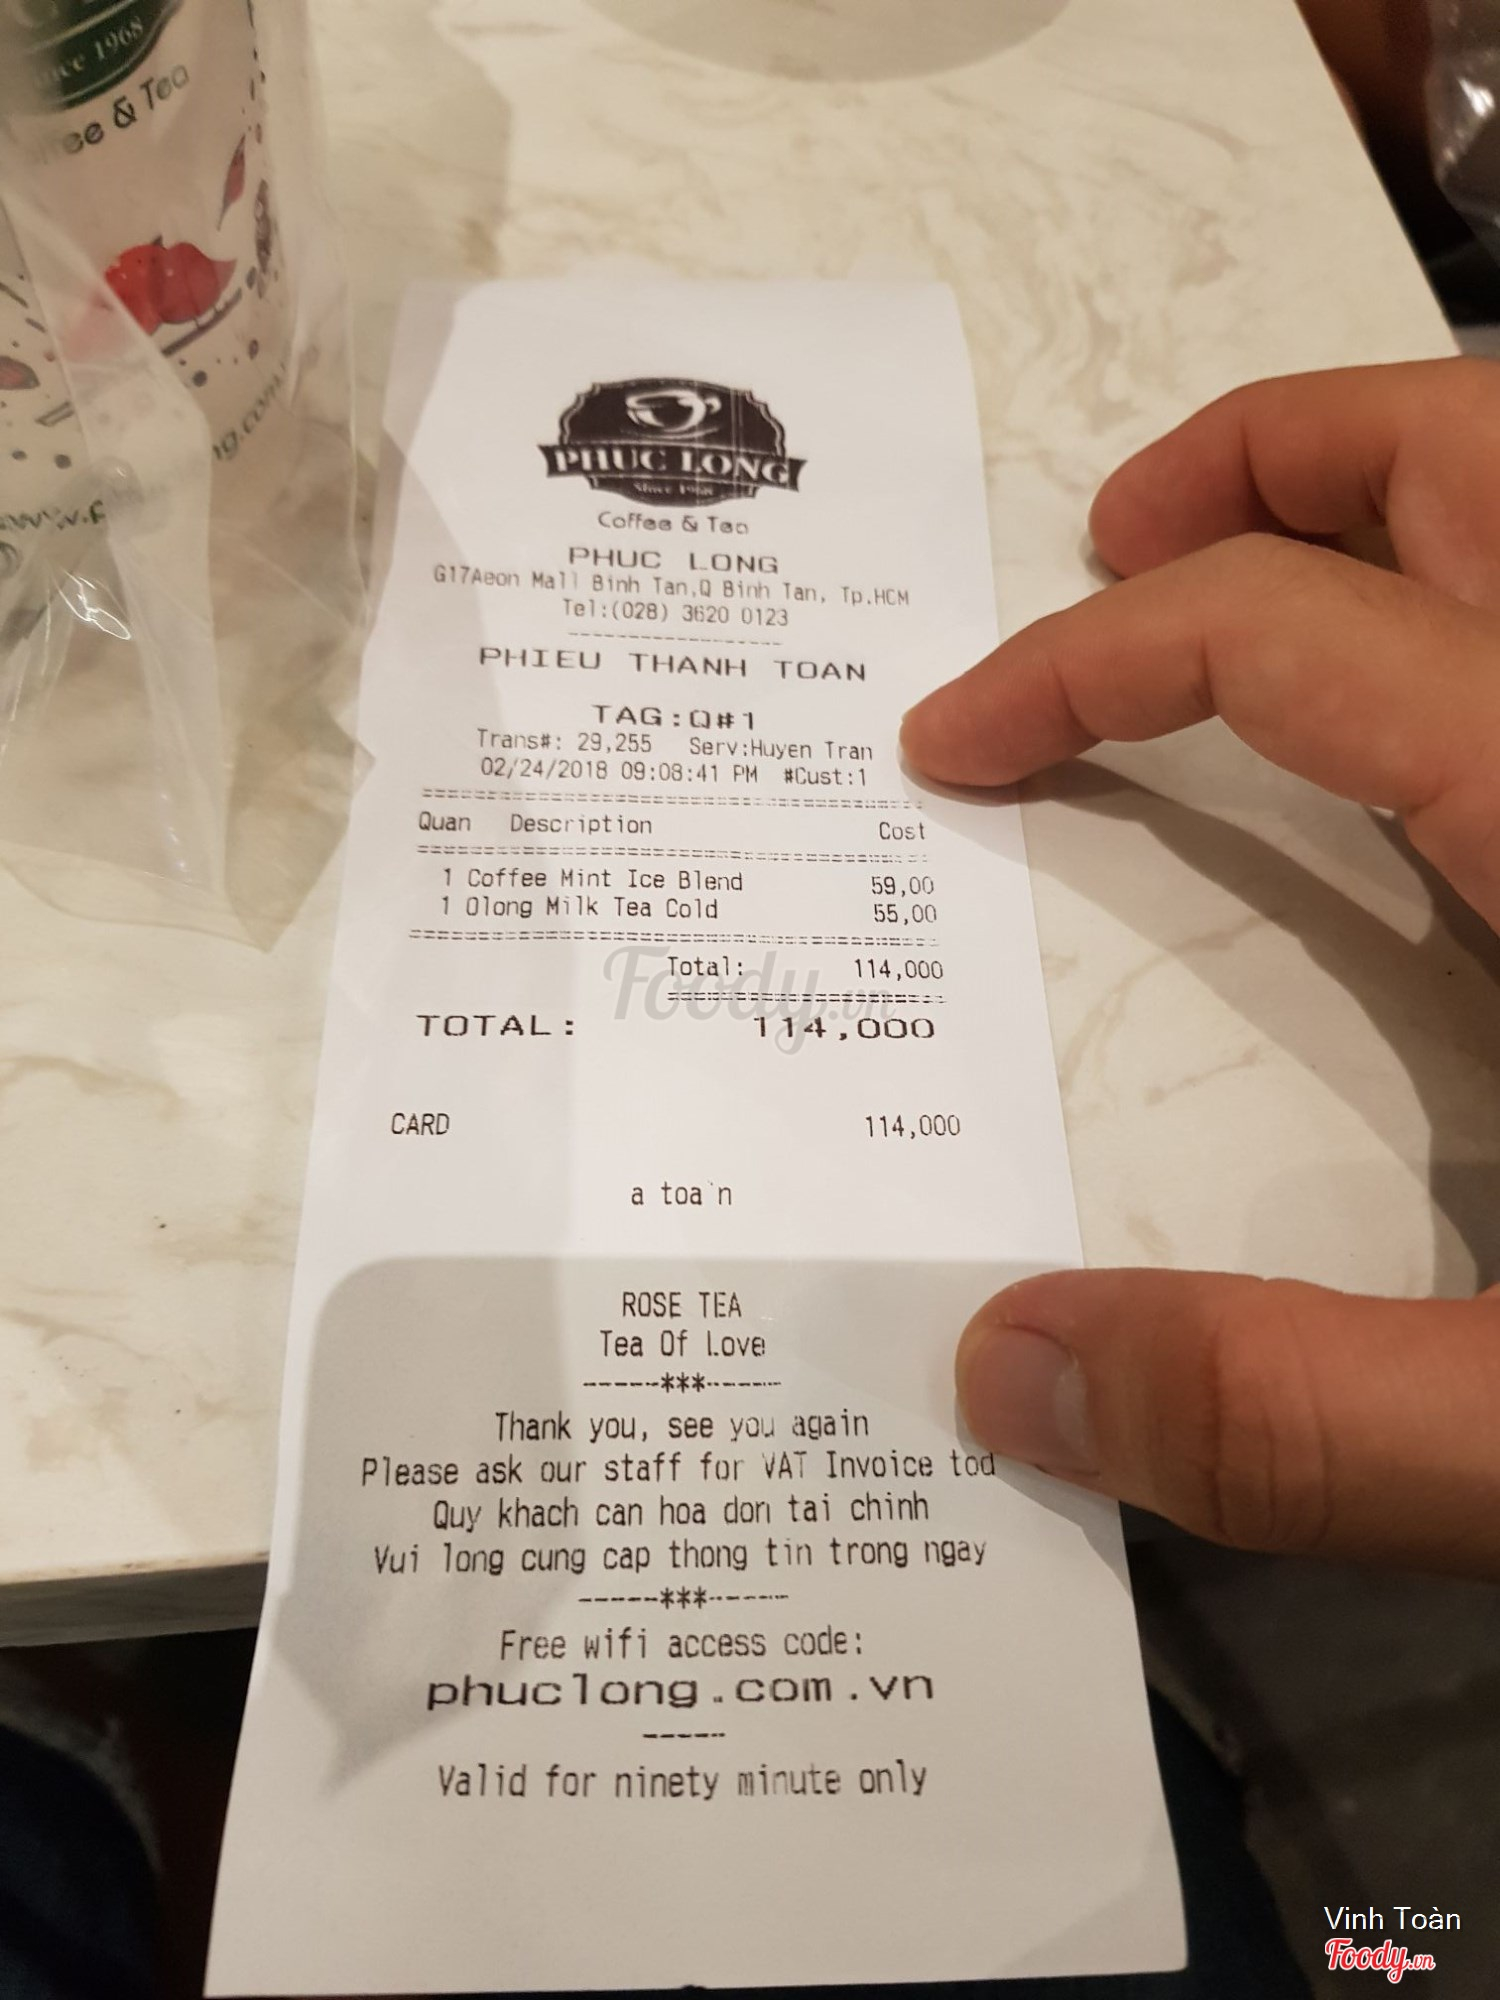 ince 1968
ee & Tea
ng.com
www.p
PHUC LONG
Since 1968
Coffee & Tea
PHUC LONG
G17Aeon Mall Binh Tan,Q Binh Tan, Tp.HCM
Tel:(028) 3620 0123
PHIEU THANH TOAN
TAG:Q#1
Trans#: 29,255 Serv:Huyen Tran
02/24/2018 09:08:41 PM #Cust:1
Quan Description Cost
1 Coffee Mint Ice Blend 59,00
1 Olong Milk Tea Cold 55,00
Total: 114,000
TOTAL: 114,000
CARD 114,000
a toa`n
ROSE TEA
Tea Of Love
------***------
Thank you, see you again
Please ask our staff for VAT Invoice tod
Quy khach can hoa don tai chinh
Vui long cung cap thong tin trong ngay
------***------
Free wifi access code:
phuclong.com.vn
------
Valid for ninety minute only
Foody.vn
Vinh Toàn
Foody.vn